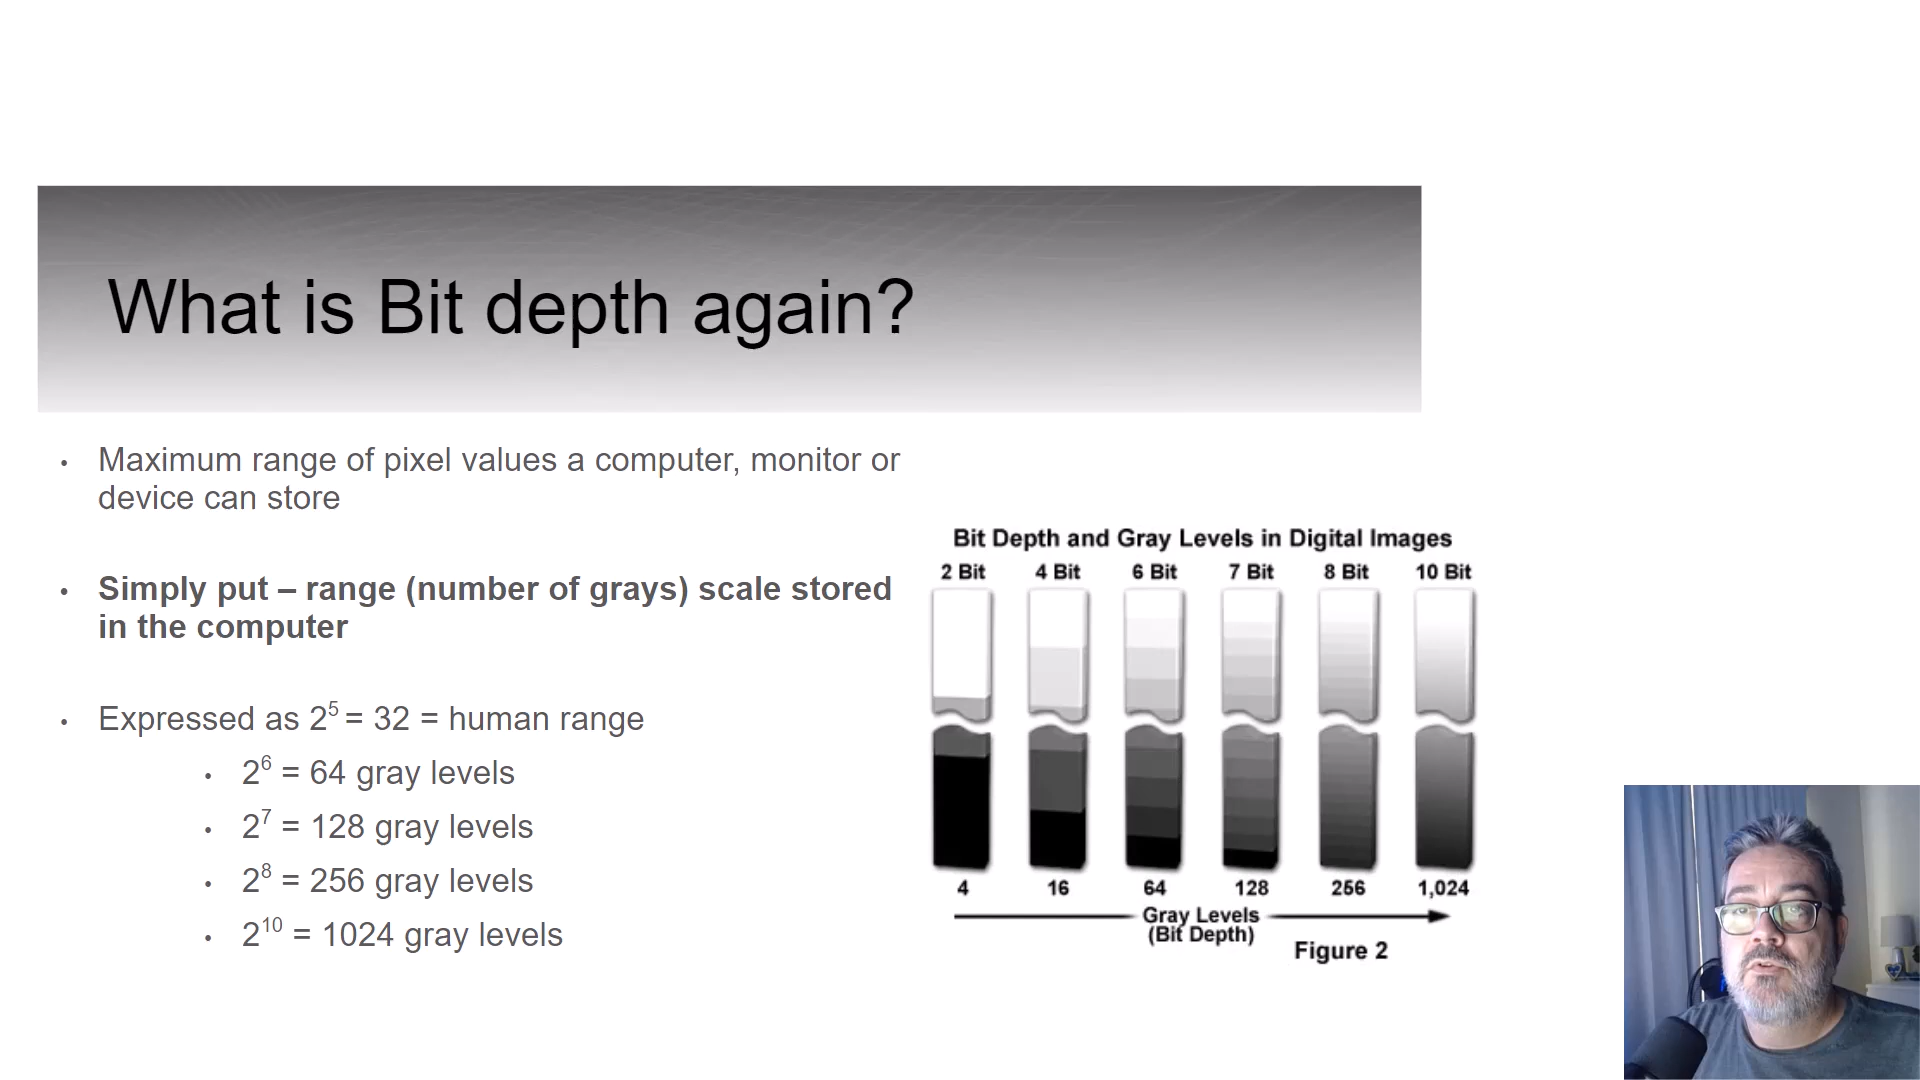 What is Bit depth again?
• Maximum range of pixel values a computer, monitor or
device can store
• Simply put – range (number of grays) scale stored
in the computer
• Expressed as 2⁵ = 32 = human range
• 2⁶ = 64 gray levels
• 2⁷ = 128 gray levels
• 2⁸ = 256 gray levels
• 2¹⁰ = 1024 gray levels
Bit Depth and Gray Levels in Digital Images
2 Bit 4 Bit 6 Bit 7 Bit 8 Bit 10 Bit
4 16 64 128 256 1,024
Gray Levels
(Bit Depth)
Figure 2